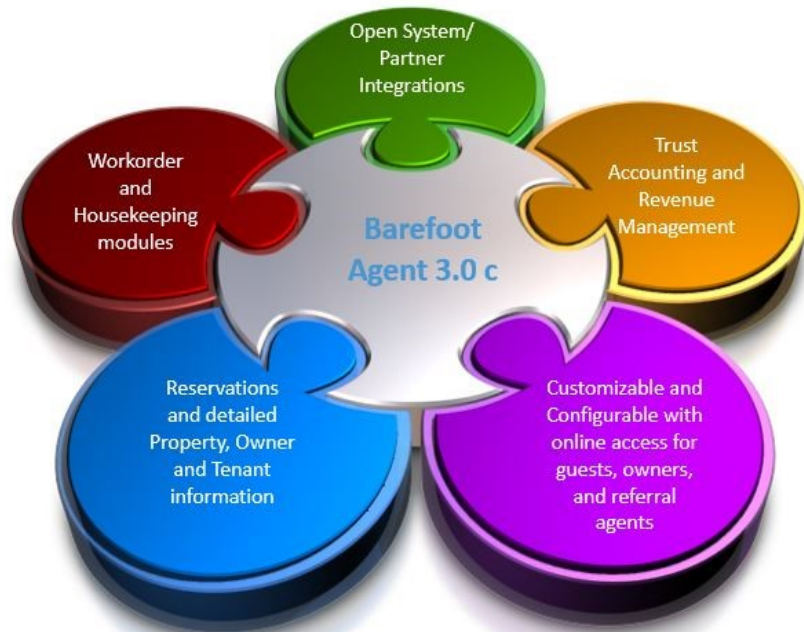 Open System/
Partner
Integrations
Workorder
and
Housekeeping
modules
Trust
Accounting and
Revenue
Management
Barefoot
Agent 3.0 c
Reservations
and detailed
Property, Owner
and Tenant
information
Customizable and
Configurable with
online access for
guests, owners,
and referral
agents